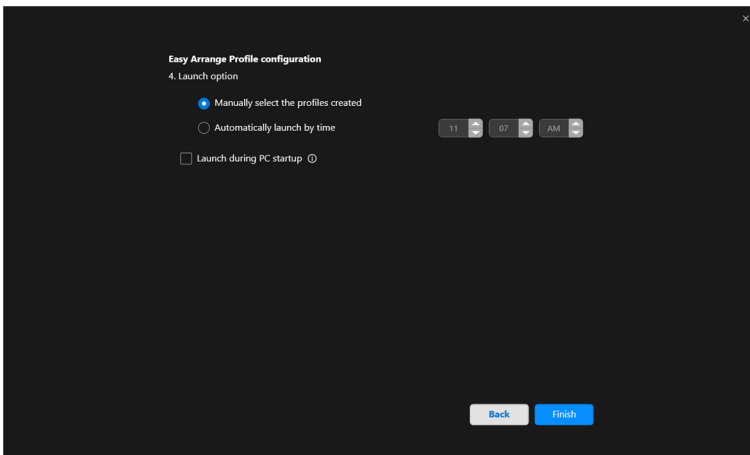 Easy Arrange Profile configuration
4. Launch option
Manually select the profiles created
Automatically launch by time 11 07 AM
Launch during PC startup
Back Finish